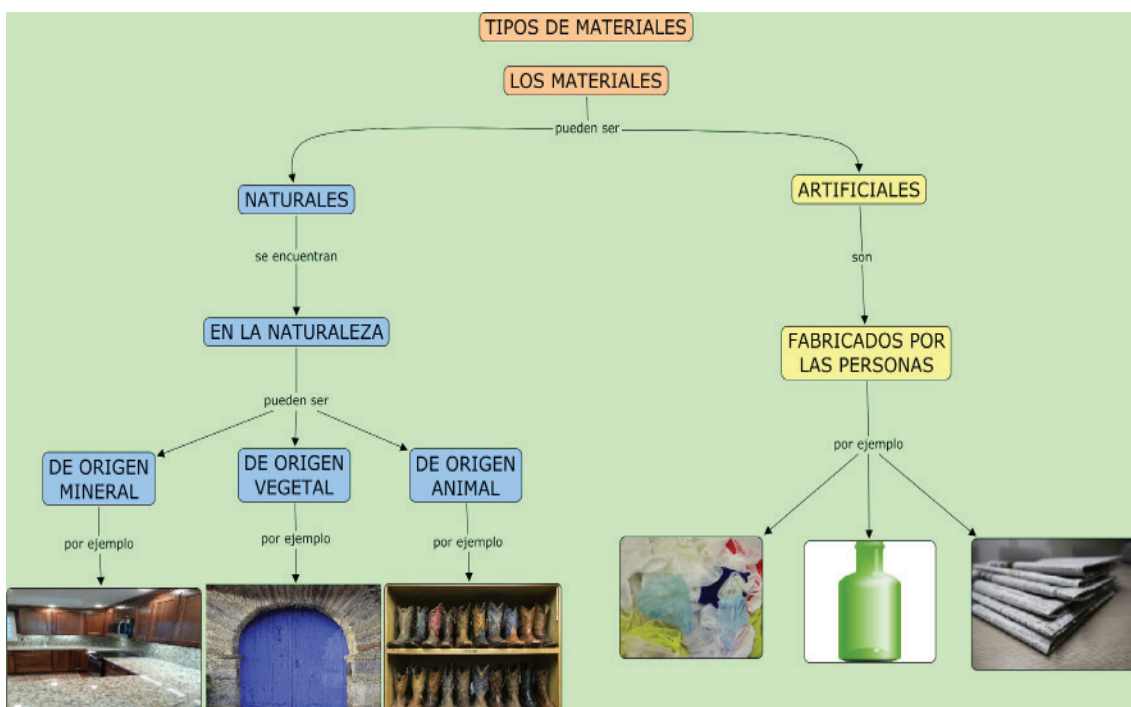 TIPOS DE MATERIALES
LOS MATERIALES
pueden ser
NATURALES
ARTIFICIALES
se encuentran
son
EN LA NATURALEZA
FABRICADOS POR
LAS PERSONAS
pueden ser
por ejemplo
DE ORIGEN
MINERAL
DE ORIGEN
VEGETAL
DE ORIGEN
ANIMAL
por ejemplo
por ejemplo
por ejemplo